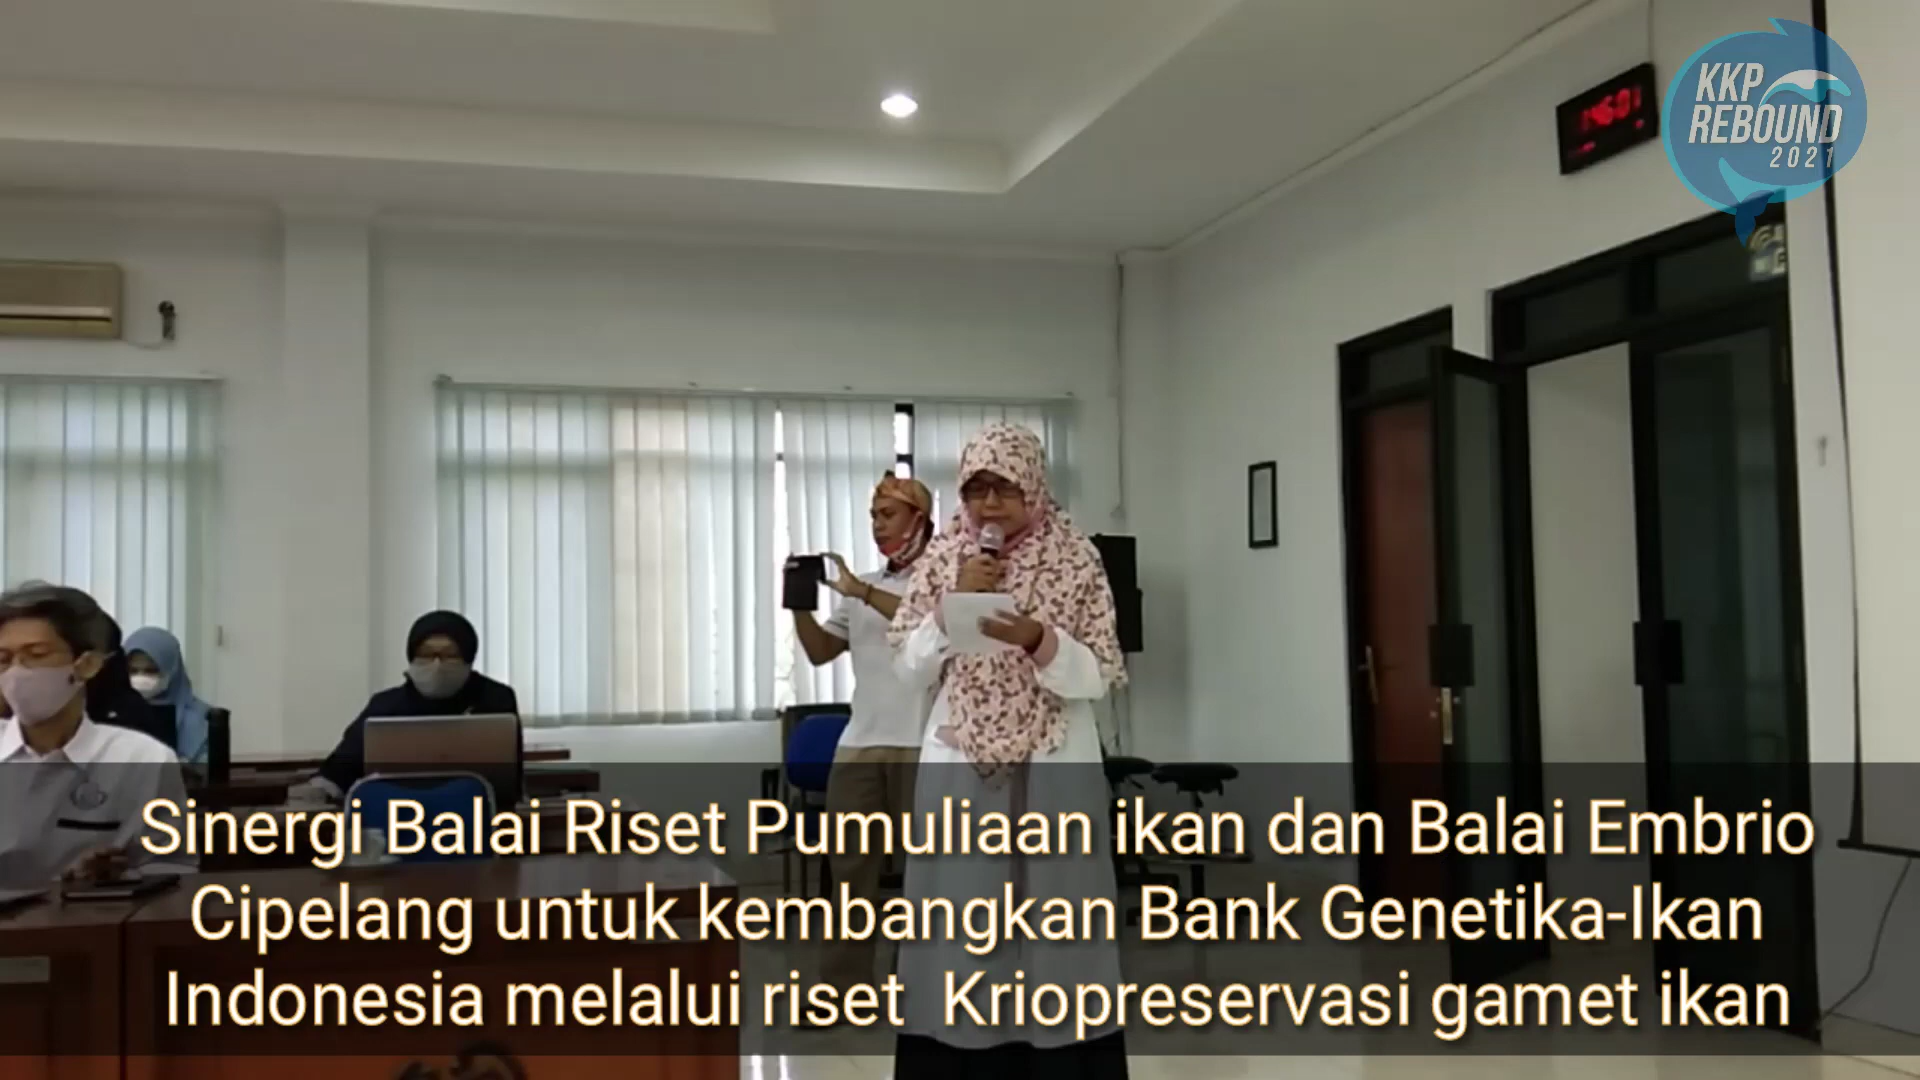 KKP
REBOUND
2021
Sinergi Balai Riset Pumuliaan ikan dan Balai Embrio
Cipelang untuk kembangkan Bank Genetika-Ikan
Indonesia melalui riset Kriopreservasi gamet ikan